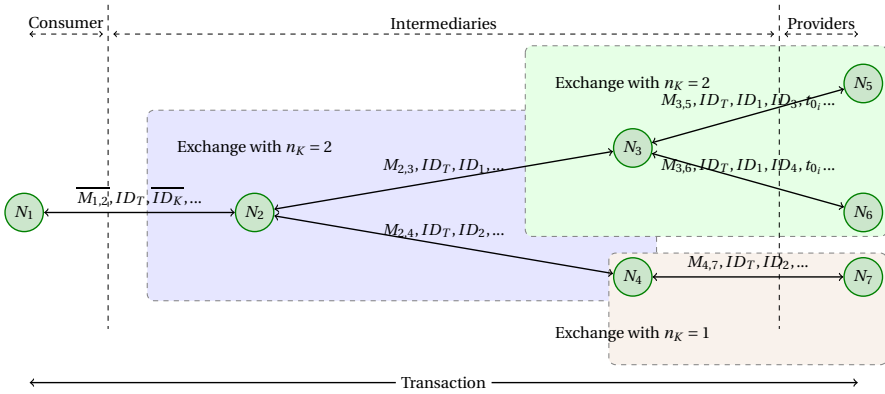 Consumer
Intermediaries
Providers
Exchange with n_K = 2
N_5
M_{3,5}, ID_T, ID_1, ID_3, t_{0_i} ...
Exchange with n_K = 2
N_3
M_{2,3}, ID_T, ID_1, ...
M_{3,6}, ID_T, ID_1, ID_4, t_{0_i} ...
\overline{M_{1,2}}, ID_T, \overline{ID_K}, ...
N_1
N_2
N_6
M_{2,4}, ID_T, ID_2, ...
M_{4,7}, ID_T, ID_2, ...
N_4
N_7
Exchange with n_K = 1
Transaction